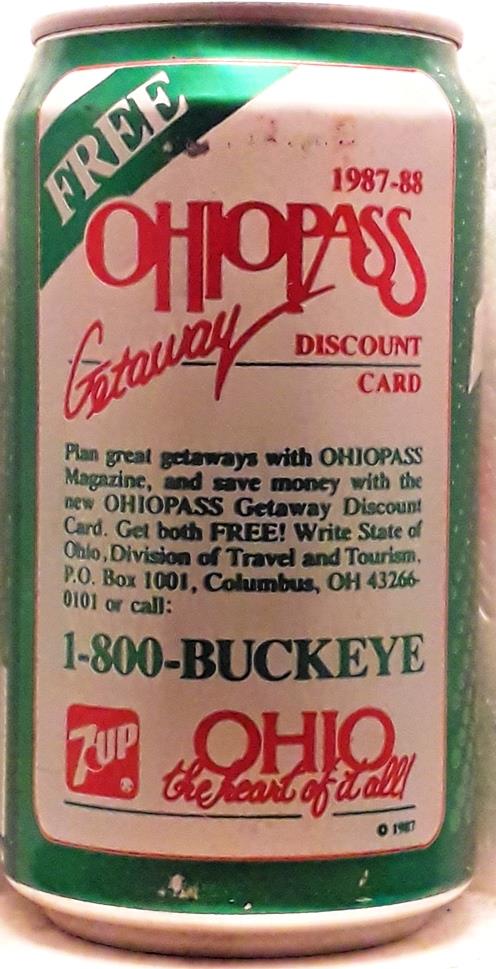 FREE
1987-88
OHIOPASS
Getaway DISCOUNT
CARD
Plan great getaways with OHIOPASS
Magazine, and save money with the
new OHIOPASS Getaway Discount
Card. Get both FREE! Write State of
Ohio, Division of Travel and Tourism,
P.O. Box 1001, Columbus, OH 43266-
0101 or call:
1-800-BUCKEYE
7UP OHIO
the heart of it all!
© 1987